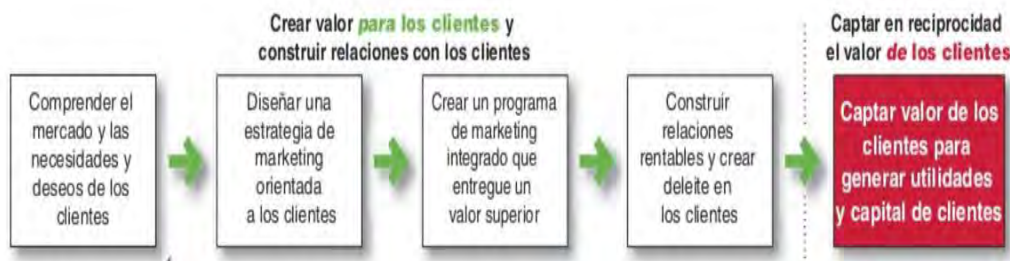 Crear valor para los clientes y
construir relaciones con los clientes
Captar en reciprocidad
el valor de los clientes
Comprender el
mercado y las
necesidades y
deseos de los
clientes
Diseñar una
estrategia de
marketing
orientada
a los clientes
Crear un programa
de marketing
integrado que
entregue un
valor superior
Construir
relaciones
rentables y crear
deleite en
los clientes
Captar valor de los
clientes para
generar utilidades
y capital de clientes